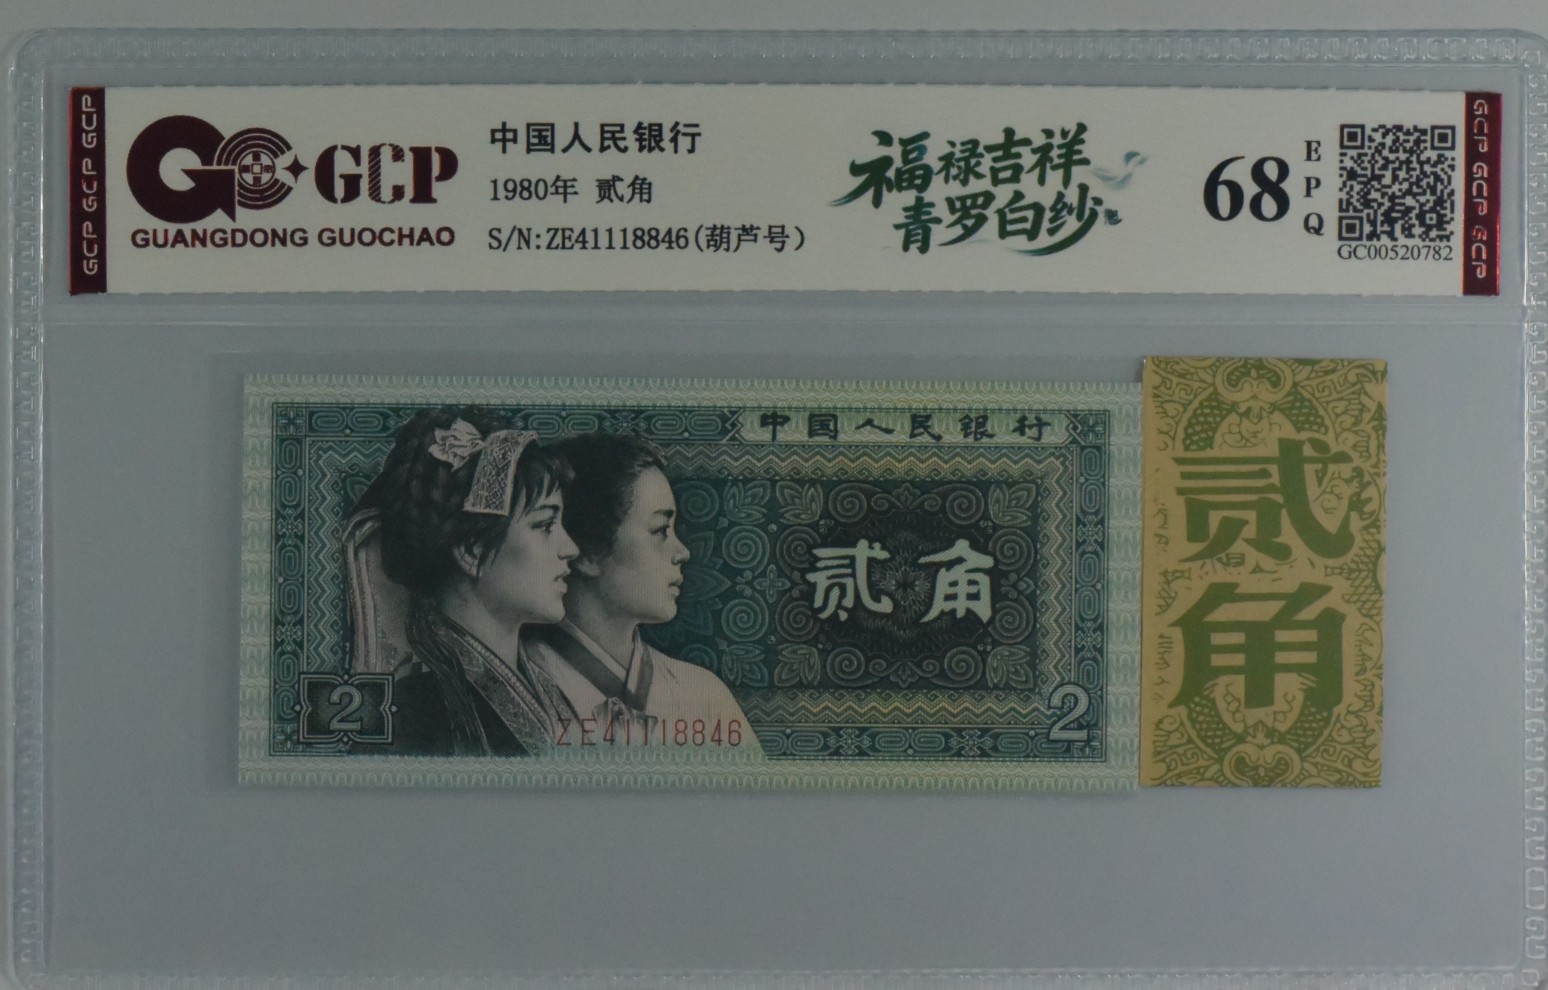 GCP GCP GCP
GCP
GUANGDONG GUOCHAO
中国人民银行
1980年 贰角
S/N:ZE41118846(葫芦号)
福禄吉祥
青罗白纱
68
E
P
Q
GC00520782
GCP GCP GCP
中国人民银行
贰角
2
ZE41118846
2
贰
角